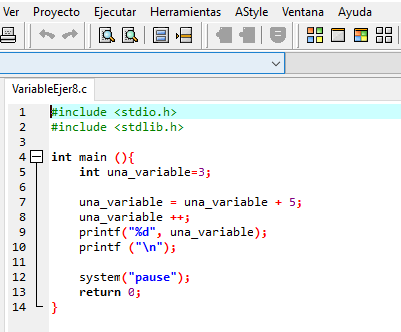 Ver Proyecto Ejecutar Herramientas AStyle Ventana Ayuda
VariableEjer8.c
1 #include <stdio.h>
2 #include <stdlib.h>
3
4 int main (){
5 int una_variable=3;
6
7 una_variable = una_variable + 5;
8 una_variable ++;
9 printf("%d", una_variable);
10 printf ("\n");
11
12 system("pause");
13 return 0;
14 }